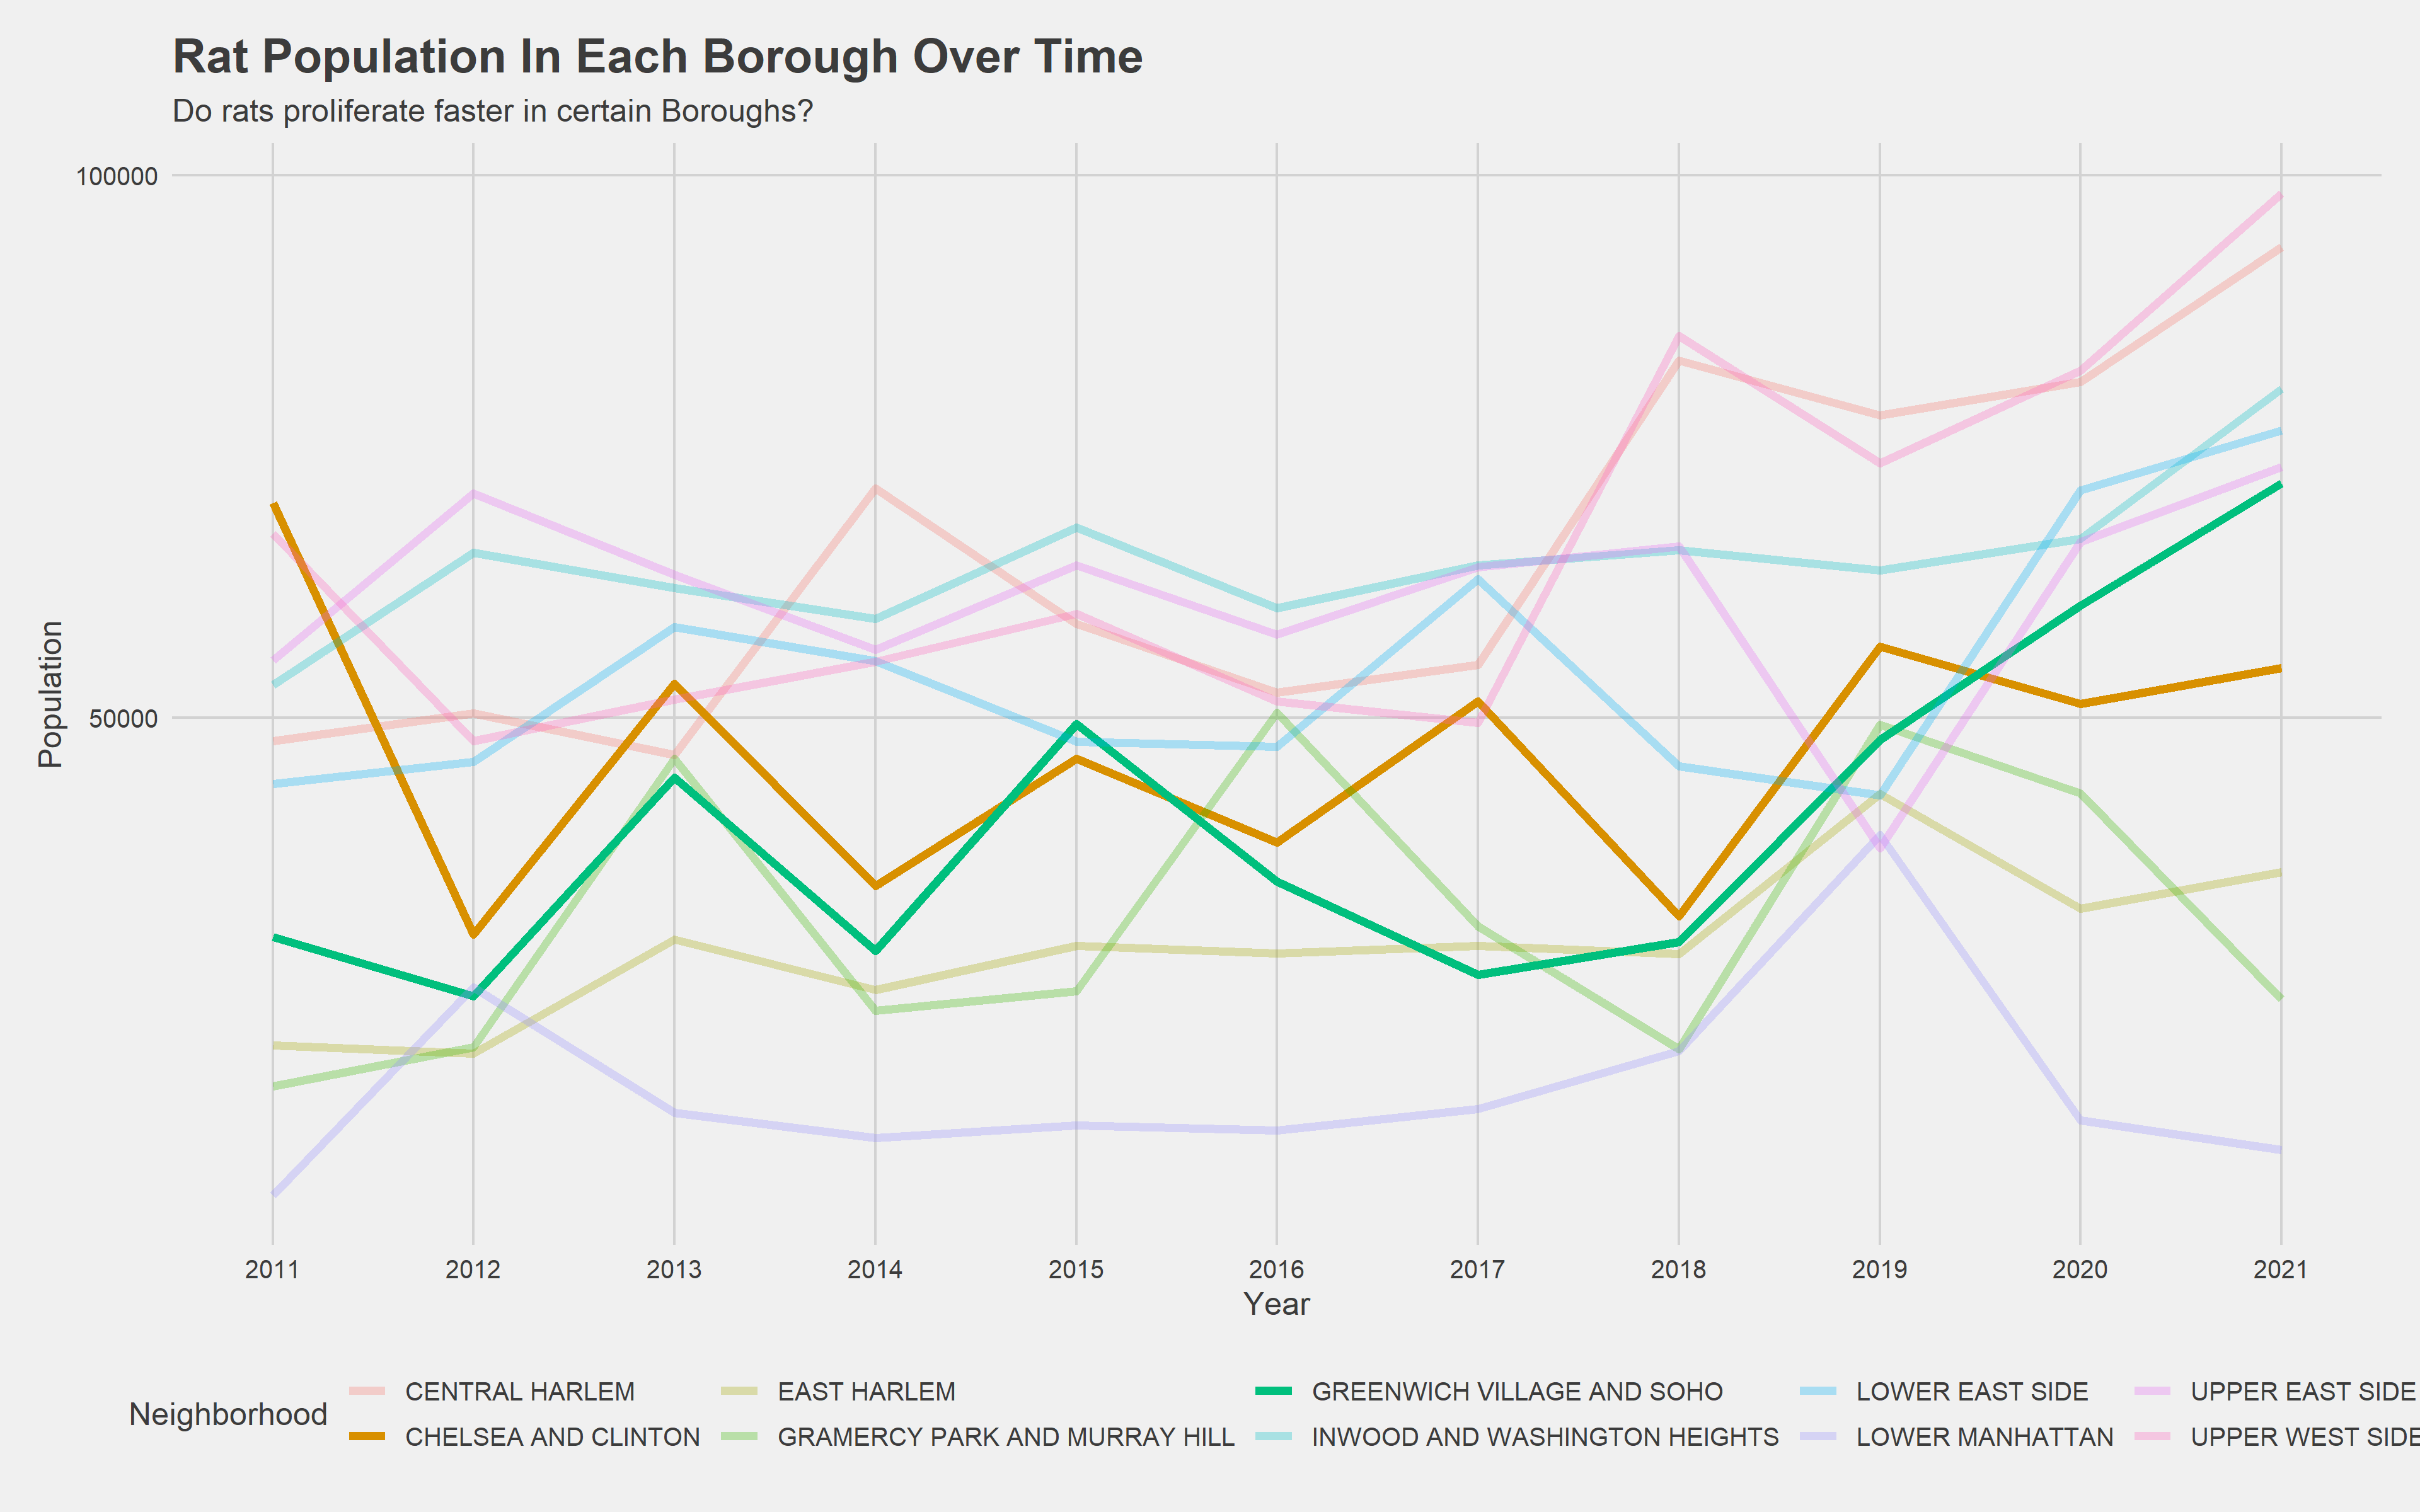 Rat Population In Each Borough Over Time
Do rats proliferate faster in certain Boroughs?
100000
50000
Population
2011 2012 2013 2014 2015 2016 2017 2018 2019 2020 2021
Year
Neighborhood
CENTRAL HARLEM EAST HARLEM GREENWICH VILLAGE AND SOHO LOWER EAST SIDE UPPER EAST SIDE
CHELSEA AND CLINTON GRAMERCY PARK AND MURRAY HILL INWOOD AND WASHINGTON HEIGHTS LOWER MANHATTAN UPPER WEST SIDE